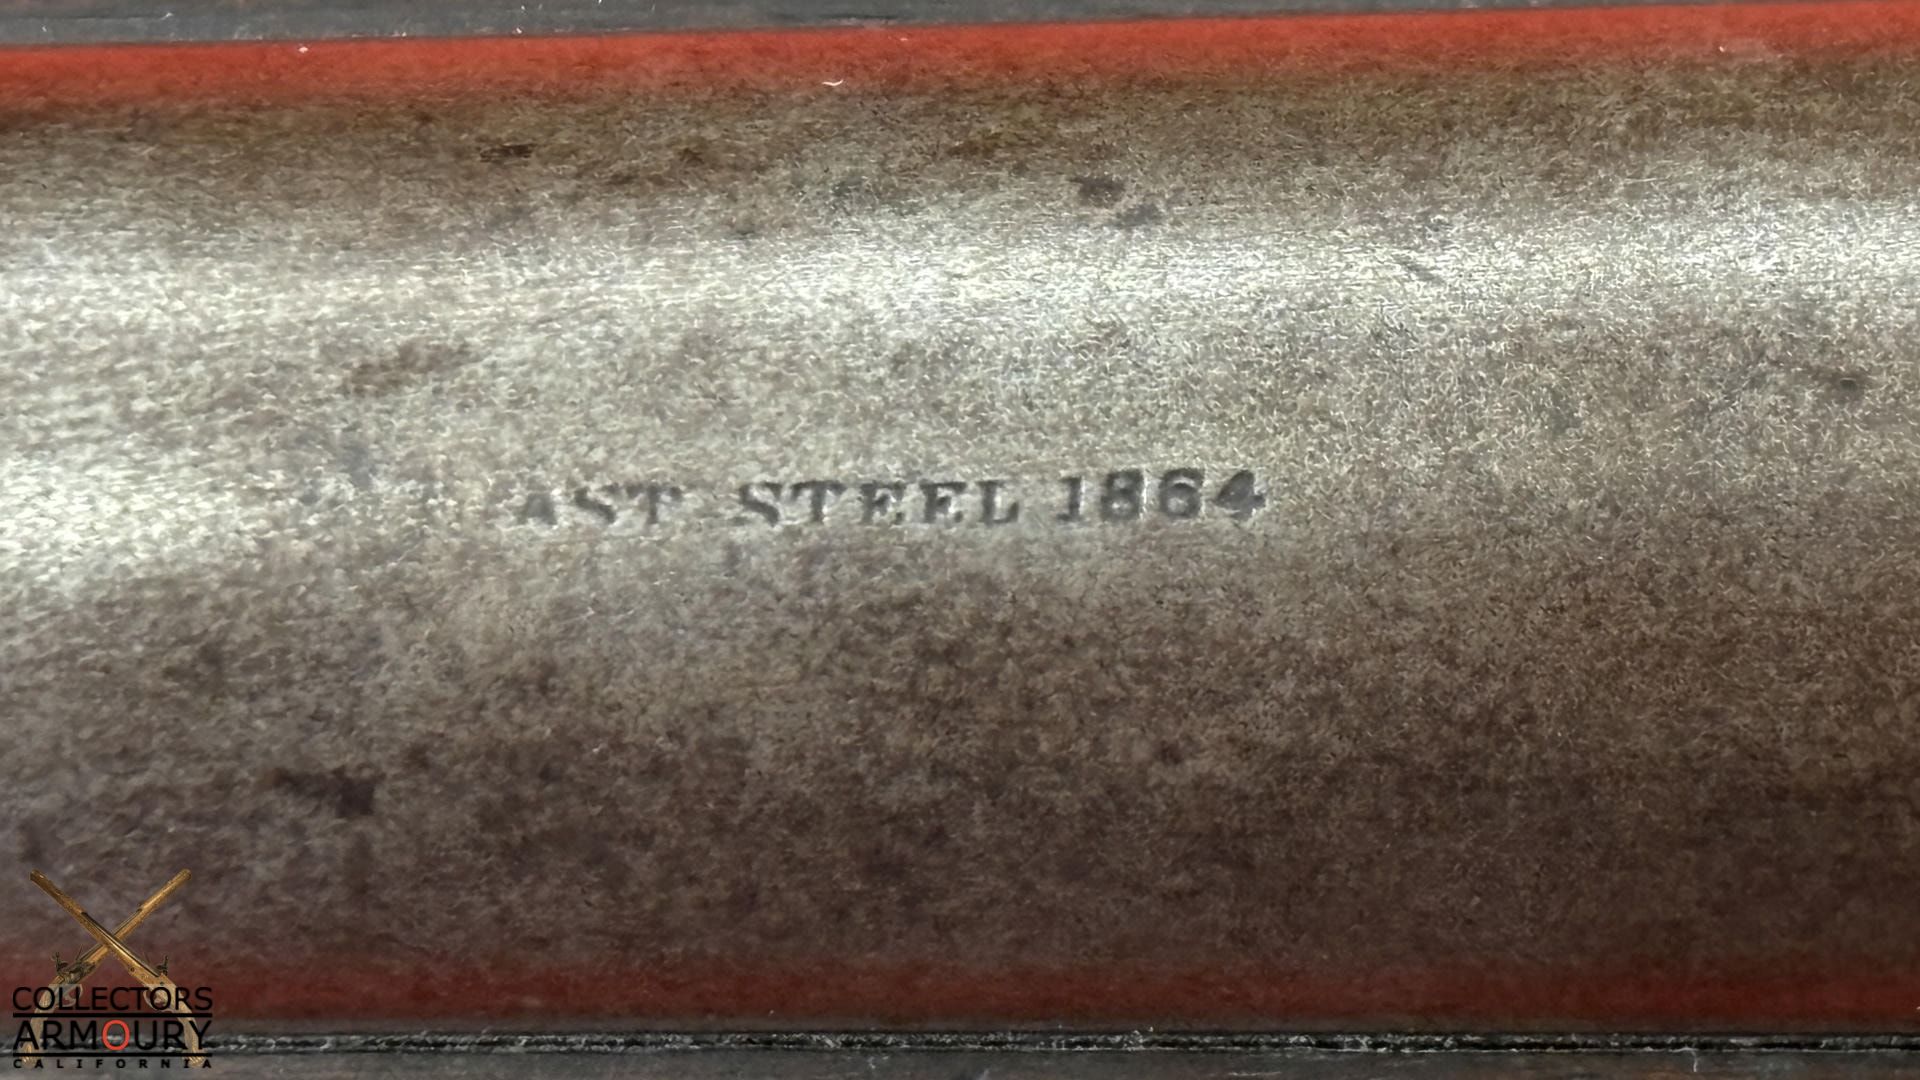 AST STEEL 1864
COLLECTORS
ARMOURY
CALIFORNIA